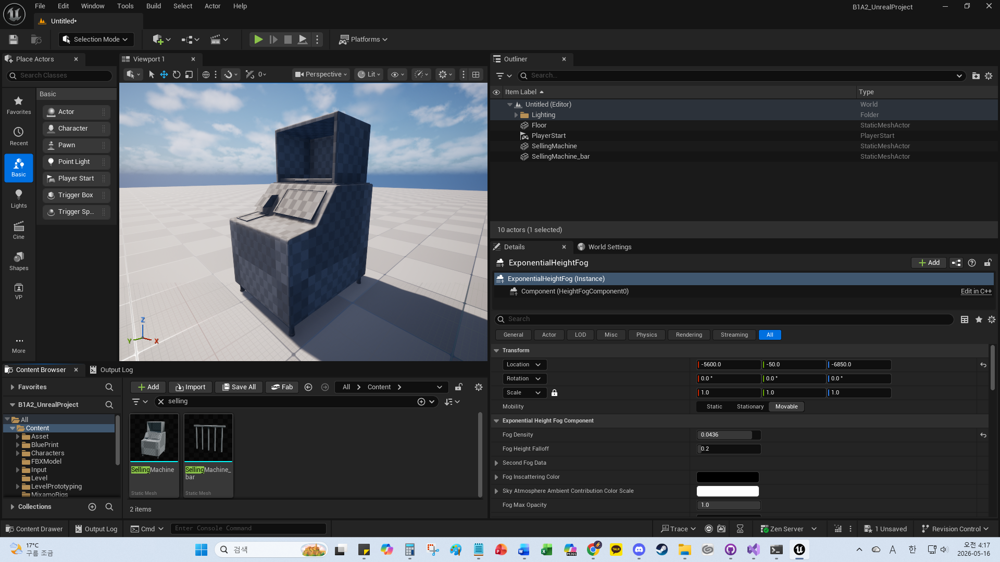 File Edit Window Tools Build Select Actor Help
B1A2_UnrealProject
Untitled*
Selection Mode
Platforms
Place Actors
Search Classes
Favorites
Recent
Basic
Lights
Cine
Shapes
VP
More
Basic
Actor
Character
Pawn
Point Light
Player Start
Trigger Box
Trigger Sp...
Viewport 1
0
Perspective
Lit
Z
Y
X
Outliner
Search...
Item Label
Type
Untitled (Editor) World
Lighting Folder
Floor StaticMeshActor
PlayerStart PlayerStart
SellingMachine StaticMeshActor
SellingMachine_bar StaticMeshActor
10 actors (1 selected)
Details
World Settings
ExponentialHeightFog
Add
ExponentialHeightFog (Instance)
Component (HeightFogComponent0)
Edit in C++
Search
General Actor LOD Misc Physics Rendering Streaming All
Transform
Location -5600.0 -50.0 -6850.0
Rotation 0.0 ° 0.0 ° 0.0 °
Scale 1.0 1.0 1.0
Mobility Static Stationary Movable
Exponential Height Fog Component
Fog Density 0.0436
Fog Height Falloff 0.2
Second Fog Data
Fog Inscattering Color
Sky Atmosphere Ambient Contribution Color Scale
Fog Max Opacity 1.0
Content Browser
Output Log
Favorites
B1A2_UnrealProject
All
Content
Asset
BluePrint
Characters
FBXModel
Input
Level
LevelPrototyping
MixamoRigs
Collections
Add
Import
Save All
Fab
All
Content
selling
SellingMachine
Static Mesh
SellingMachine_
bar
Static Mesh
2 items
Content Drawer
Output Log
Cmd
Enter Console Command
Trace
Zen Server
1 Unsaved
Revision Control
17°C
구름 조금
검색
M365
TALK
A
한
오전 4:17
2026-05-16